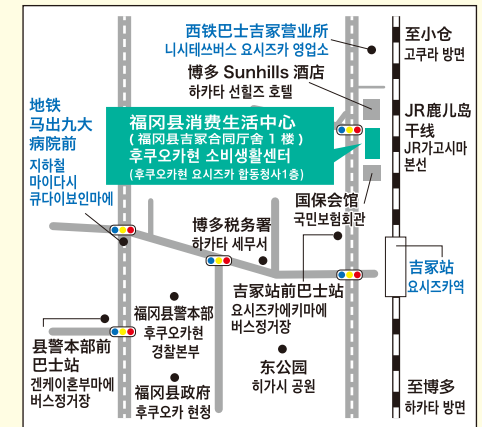 西铁巴士吉冢营业所
니시테쓰버스 요시즈카 영업소
至小仓
고쿠라 방면
博多 Sunhills 酒店
하카타 선힐즈 호텔
地铁
马出九大
病院前
지하철
마이다시
큐다이보인마에
福冈县消费生活中心
(福冈县吉冢合同厅舍 1 楼)
후쿠오카현 소비생활센터
(후쿠오카현 요시즈카 합동청사1층)
JR鹿儿岛
干线
JR가고시마
본선
国保会馆
국민보험회관
博多税务署
하카타 세무서
吉冢站
요시즈카역
吉冢站前巴士站
요시즈카에키마에
버스정거장
福冈县警本部
후쿠오카현
경찰본부
县警本部前
巴士站
겐케이혼부마에
버스정거장
东公园
히가시 공원
福冈县政府
후쿠오카 현청
至博多
하카타 방면